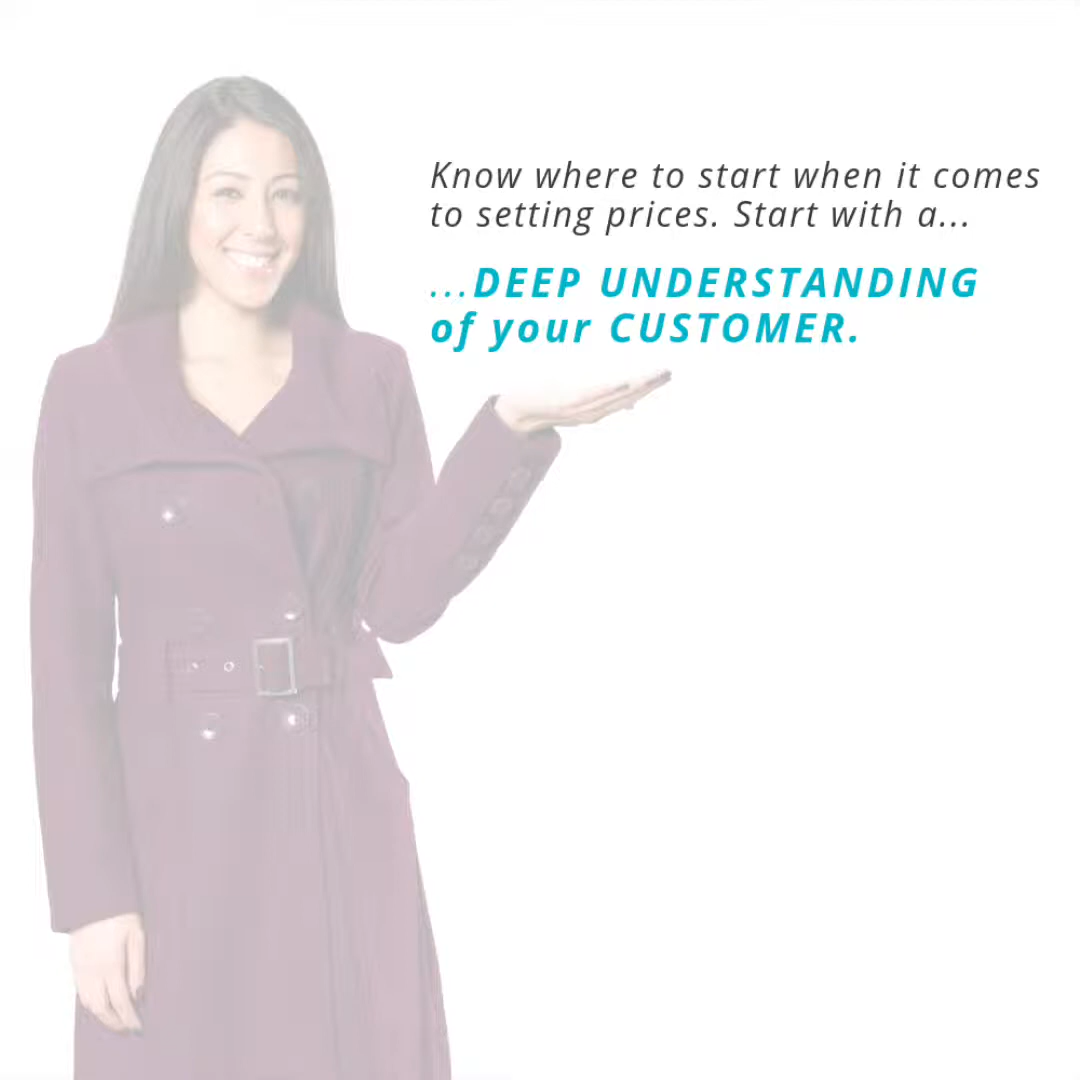 Know where to start when it comes
to setting prices. Start with a...
...DEEP UNDERSTANDING
of your CUSTOMER.